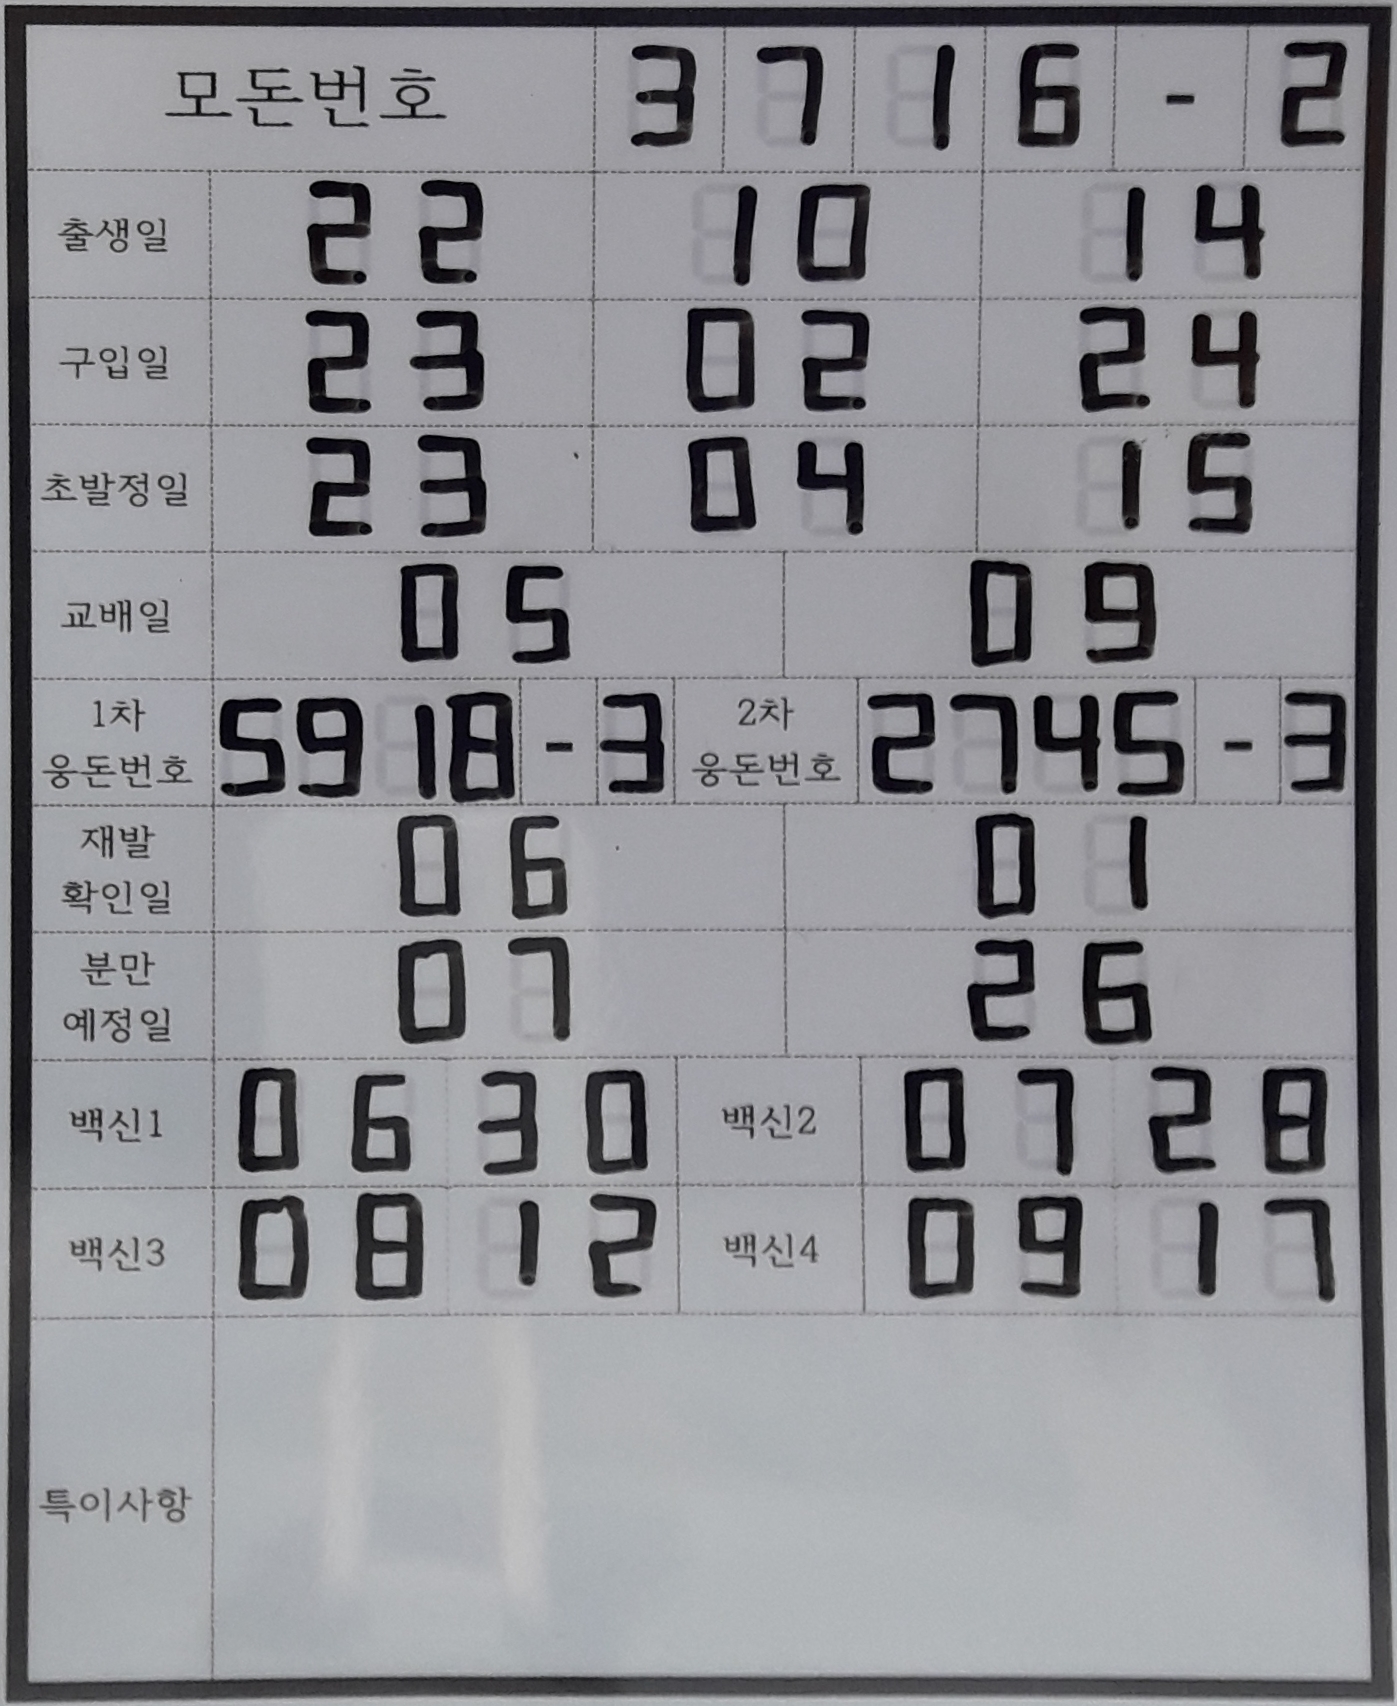 모돈번호 3716-2
출생일 22 10 14
구입일 23 02 24
초발정일 23 04 15
교배일 05 09
1차 웅돈번호 5918-3 2차 웅돈번호 2745-3
재발 확인일 06 01
분만 예정일 07 26
백신1 06 30 백신2 07 28
백신3 08 12 백신4 09 17
특이사항